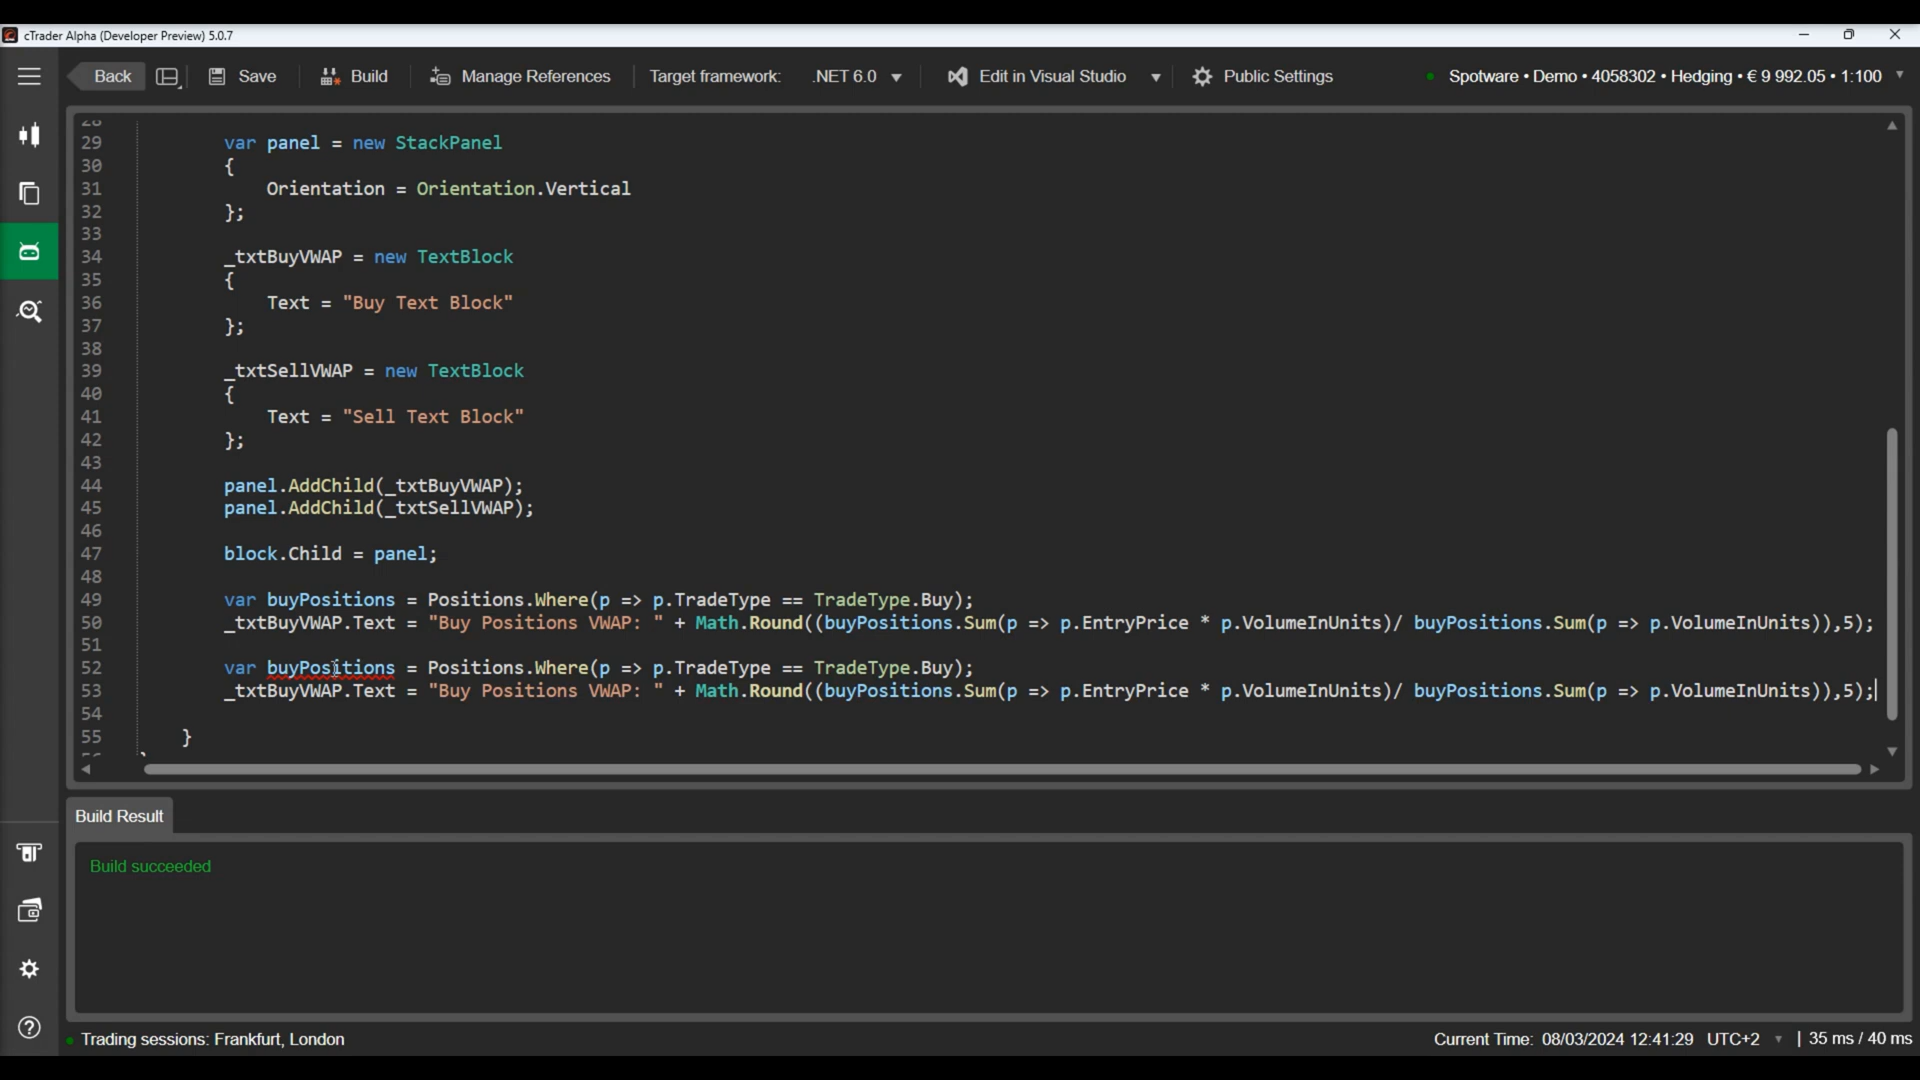 cTrader Alpha (Developer Preview) 5.0.7
Back Save Build Manage References Target framework: .NET 6.0 Edit in Visual Studio Public Settings Spotware • Demo • 4058302 • Hedging • € 9 992.05 • 1:100
28
29 var panel = new StackPanel
30 {
31 Orientation = Orientation.Vertical
32 };
33
34 _txtBuyVWAP = new TextBlock
35 {
36 Text = "Buy Text Block"
37 };
38
39 _txtSellVWAP = new TextBlock
40 {
41 Text = "Sell Text Block"
42 };
43
44 panel.AddChild(_txtBuyVWAP);
45 panel.AddChild(_txtSellVWAP);
46
47 block.Child = panel;
48
49 var buyPositions = Positions.Where(p => p.TradeType == TradeType.Buy);
50 _txtBuyVWAP.Text = "Buy Positions VWAP: " + Math.Round((buyPositions.Sum(p => p.EntryPrice * p.VolumeInUnits)/ buyPositions.Sum(p => p.VolumeInUnits)),5);
51
52 var buyPositions = Positions.Where(p => p.TradeType == TradeType.Buy);
53 _txtBuyVWAP.Text = "Buy Positions VWAP: " + Math.Round((buyPositions.Sum(p => p.EntryPrice * p.VolumeInUnits)/ buyPositions.Sum(p => p.VolumeInUnits)),5);
54
55 }
Build Result
Build succeeded
Trading sessions: Frankfurt, London Current Time: 08/03/2024 12:41:29 UTC+2 | 35 ms / 40 ms